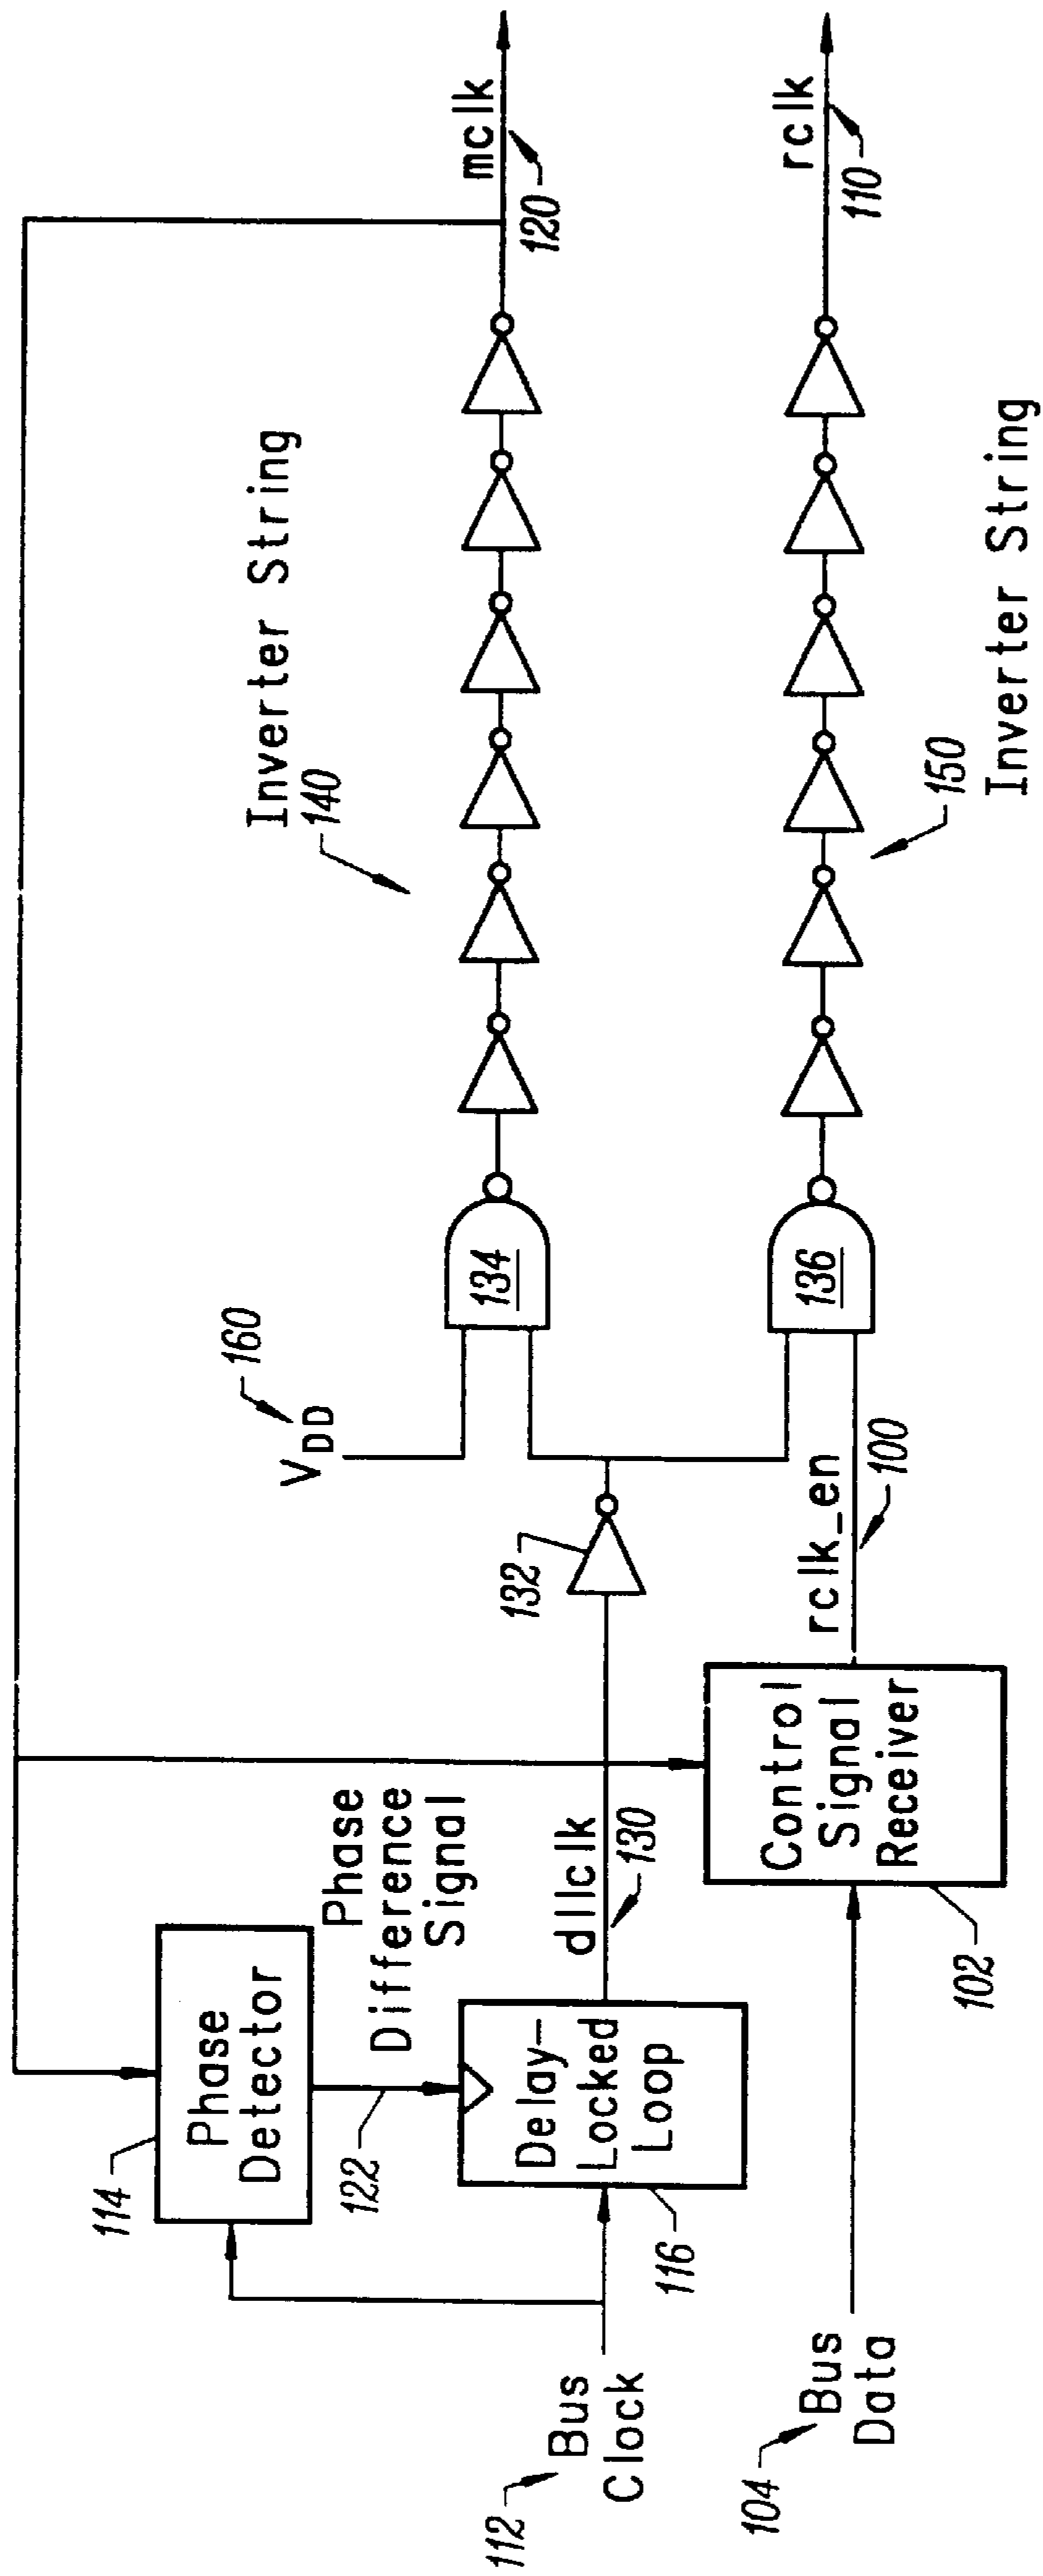 112
Bus
Clock
104
Bus
Data
114
Phase
Detector
122
Phase
Difference
Signal
Delay-
Locked
Loop
116
dllclk
130
Control
Signal
Receiver
102
132
rclk_en
100
VDD
160
134
136
140
Inverter String
150
Inverter String
mclk
120
rclk
110